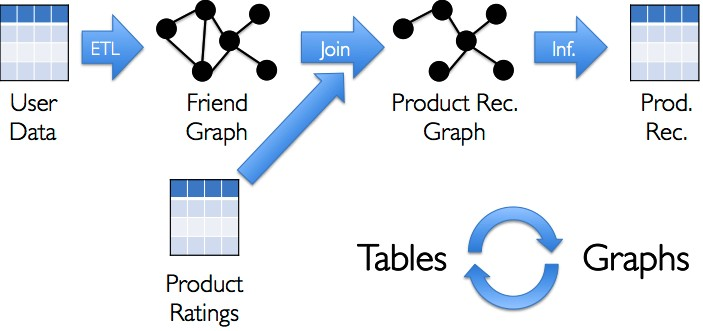 ETL
Join
Inf.
User
Data
Friend
Graph
Product Rec.
Graph
Prod.
Rec.
Product
Ratings
Tables
Graphs